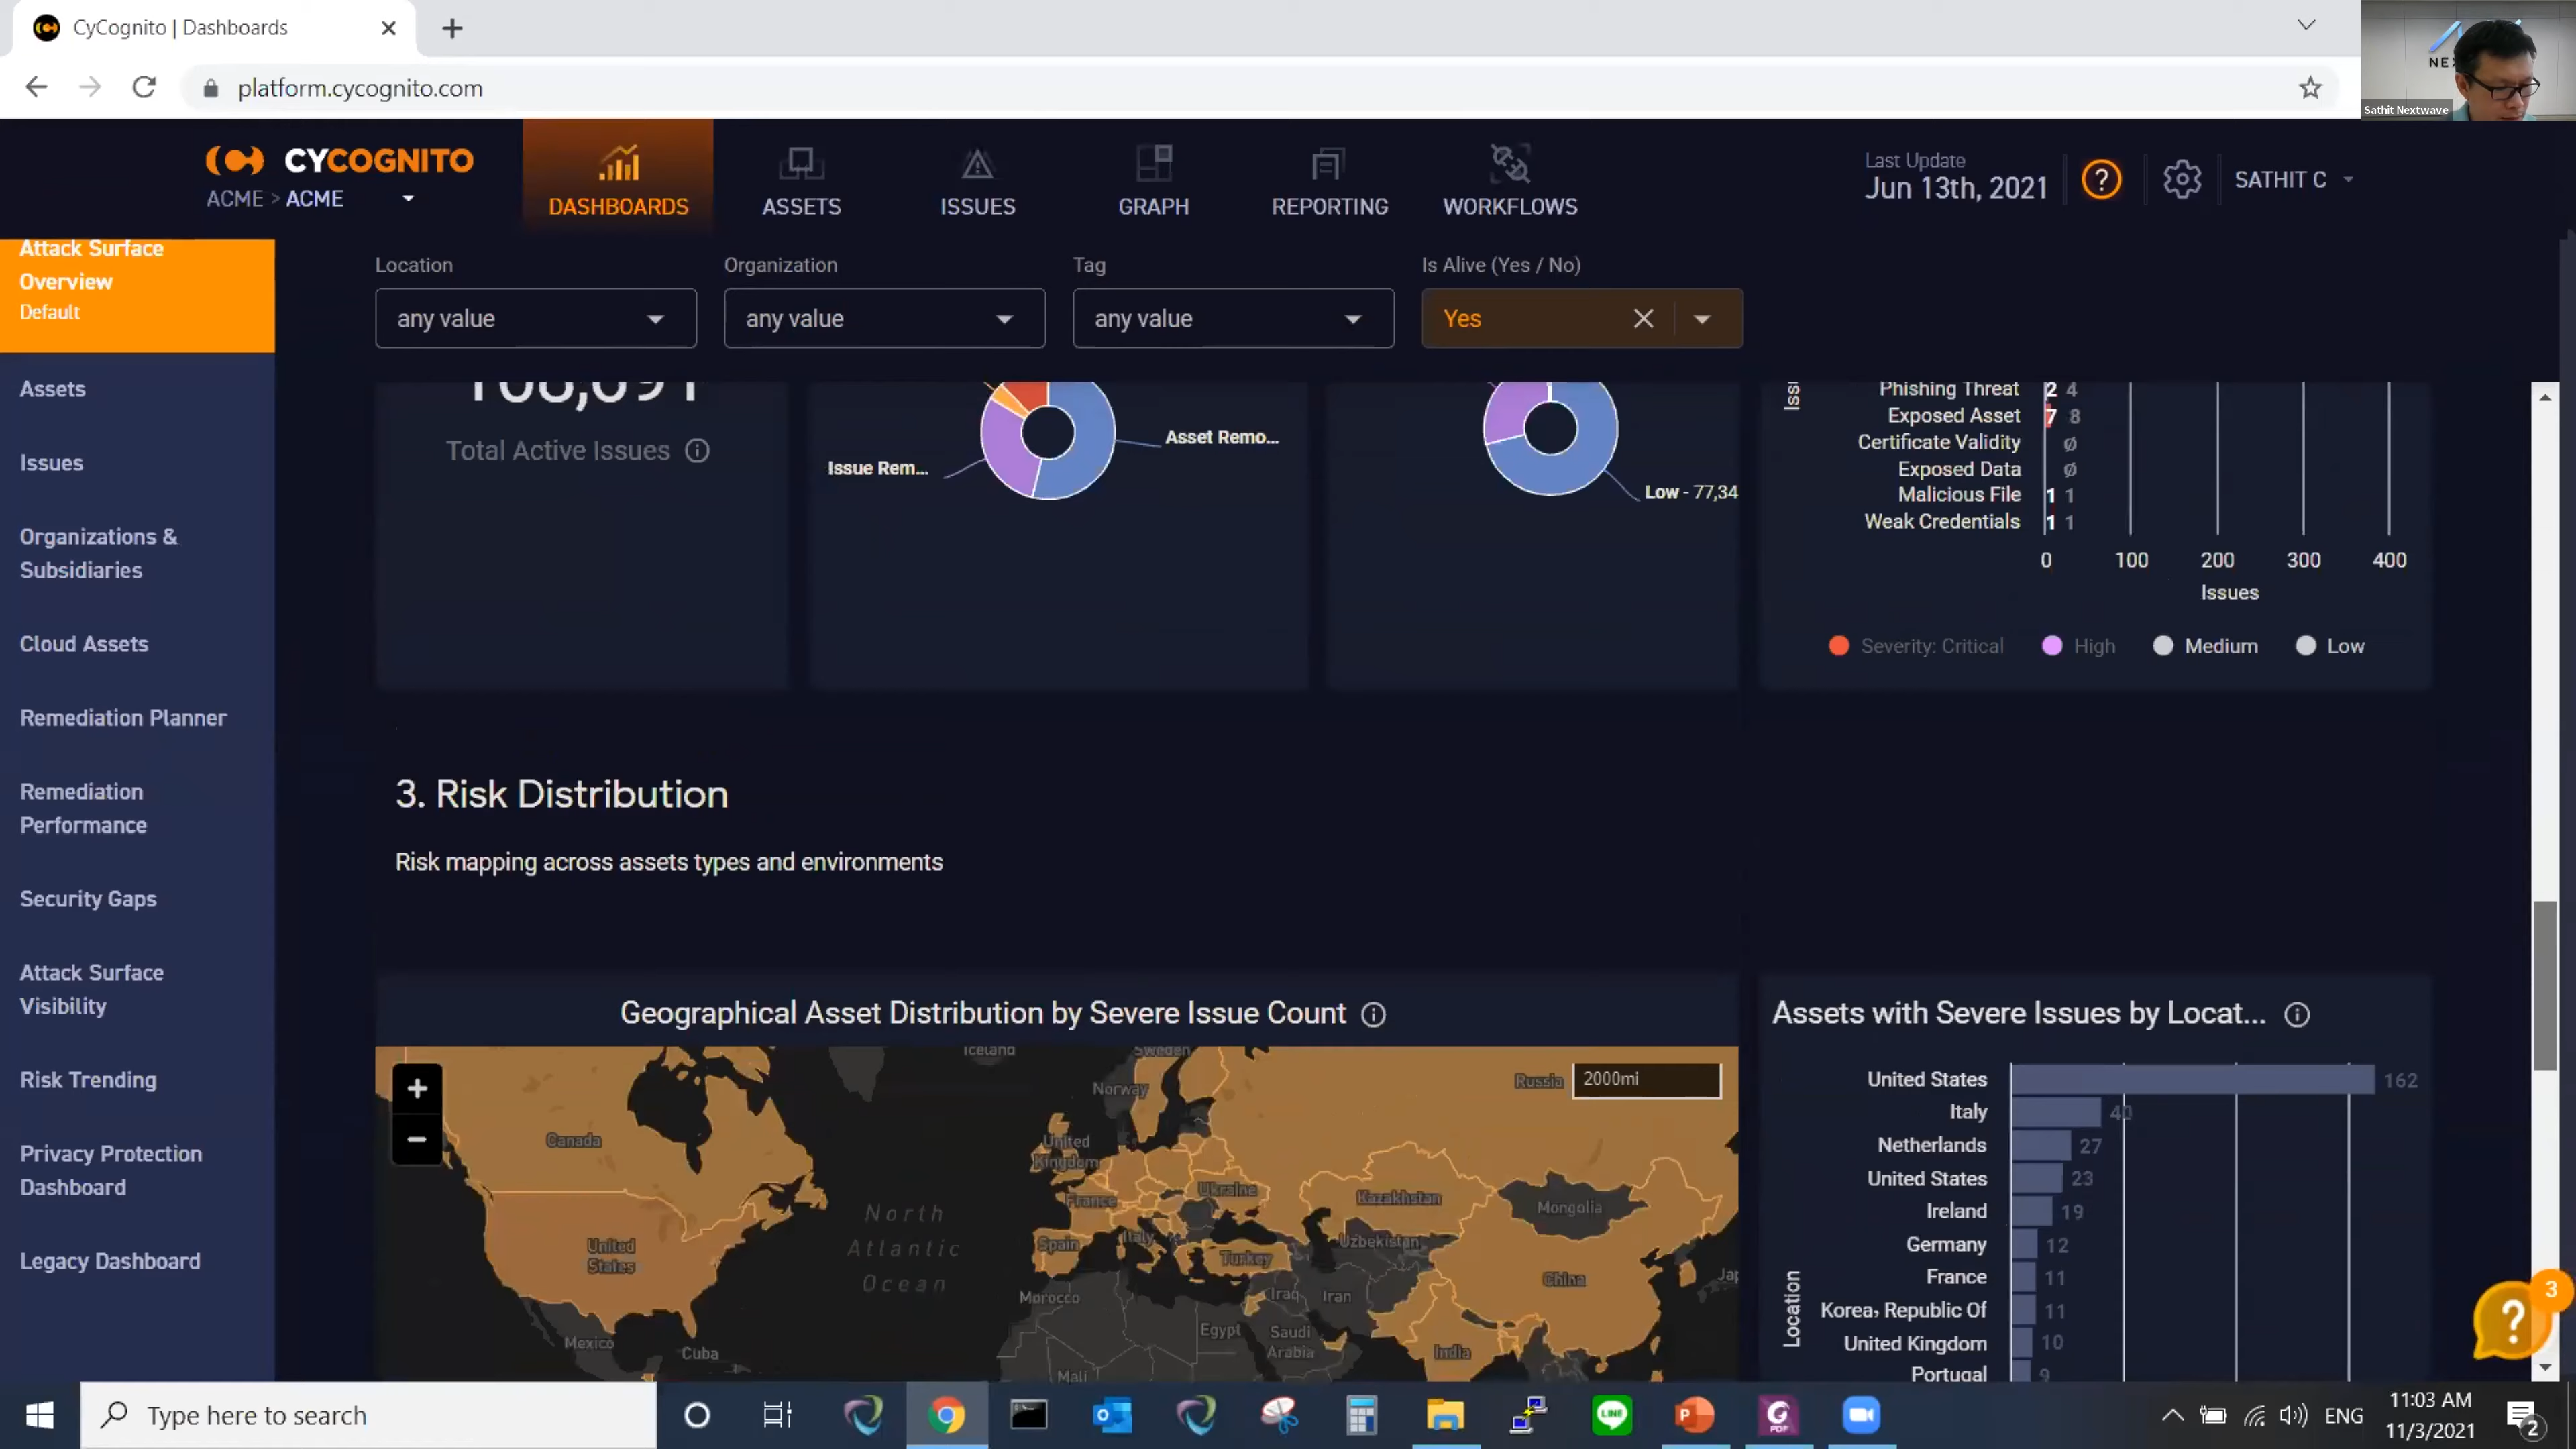 CyCognito | Dashboards
platform.cycognito.com
NEX
Sathit Nextwave
CYCOGNITO
ACME > ACME
DASHBOARDS
ASSETS
ISSUES
GRAPH
REPORTING
WORKFLOWS
Last Update
Jun 13th, 2021
?
SATHIT C
Attack Surface
Overview
Default
Assets
Issues
Organizations &
Subsidiaries
Cloud Assets
Remediation Planner
Remediation
Performance
Security Gaps
Attack Surface
Visibility
Risk Trending
Privacy Protection
Dashboard
Legacy Dashboard
Location
any value
Organization
any value
Tag
any value
Is Alive (Yes / No)
Yes
Total Active Issues
Issue Rem...
Asset Remo...
Low - 77,34
Phishing Threat 2 4
Exposed Asset 7 8
Certificate Validity ø
Exposed Data ø
Malicious File 1 1
Weak Credentials 1 1
0 100 200 300 400
Issues
Severity: Critical High Medium Low
3. Risk Distribution
Risk mapping across assets types and environments
Geographical Asset Distribution by Severe Issue Count
+
−
2000mi
Iceland
Sweden
Norway
Russia
Canada
United
Kingdom
France
Ukraine
Kazakhstan
Mongolia
North
Atlantic
Ocean
United
States
Spain
Italy
Turkey
Uzbekistan
China
Jap
Morocco
Iraq
Iran
Egypt
Saudi
Arabia
Mexico
Cuba
India
Mali
Assets with Severe Issues by Locat...
Location
United States 162
Italy 40
Netherlands 27
United States 23
Ireland 19
Germany 12
France 11
Korea, Republic Of 11
United Kingdom 10
Portugal 9
3
?
Type here to search
LINE
PDF
ENG
11:03 AM
11/3/2021
2